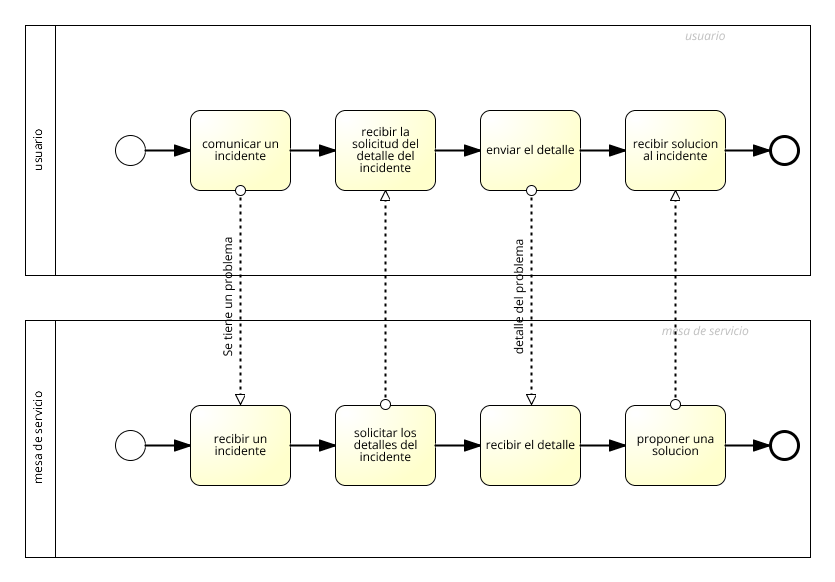 usuario
usuario
comunicar un
incidente
recibir la
solicitud del
detalle del
incidente
enviar el detalle
recibir solucion
al incidente
Se tiene un problema
detalle del problema
mesa de servicio
mesa de servicio
recibir un
incidente
solicitar los
detalles del
incidente
recibir el detalle
proponer una
solucion